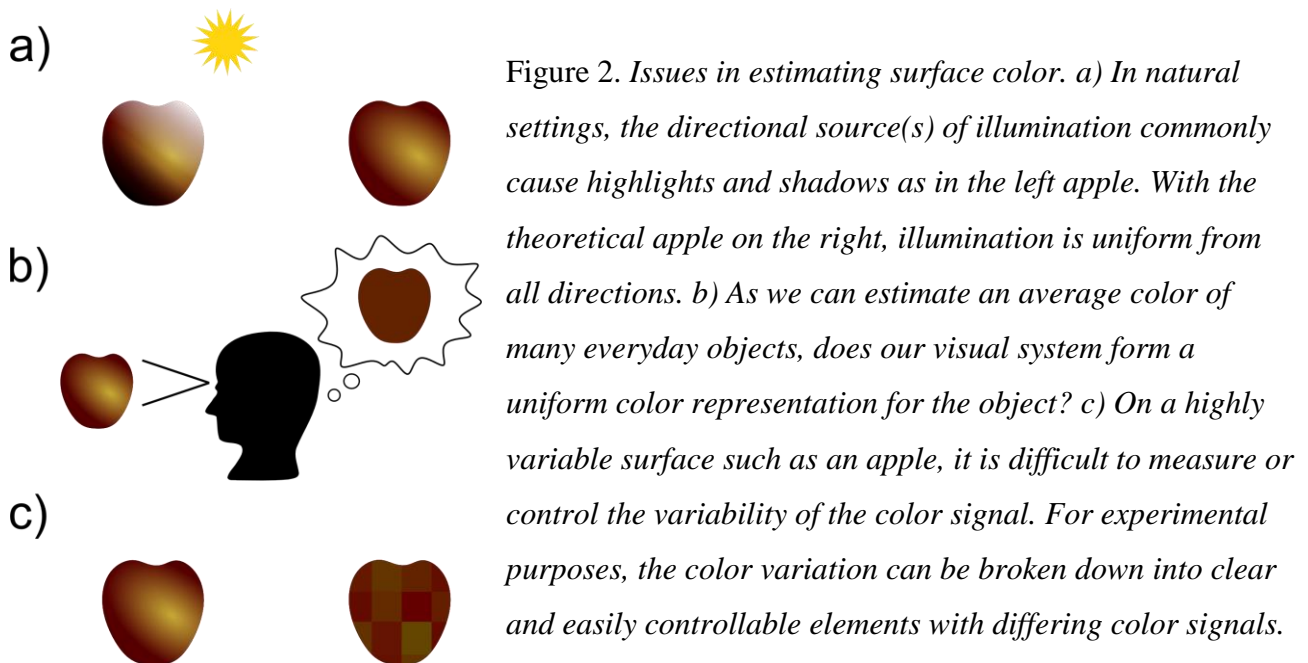 a)
Figure 2. Issues in estimating surface color. a) In natural
settings, the directional source(s) of illumination commonly
cause highlights and shadows as in the left apple. With the
theoretical apple on the right, illumination is uniform from
all directions. b) As we can estimate an average color of
many everyday objects, does our visual system form a
uniform color representation for the object? c) On a highly
variable surface such as an apple, it is difficult to measure or
control the variability of the color signal. For experimental
purposes, the color variation can be broken down into clear
and easily controllable elements with differing color signals.
b)
c)